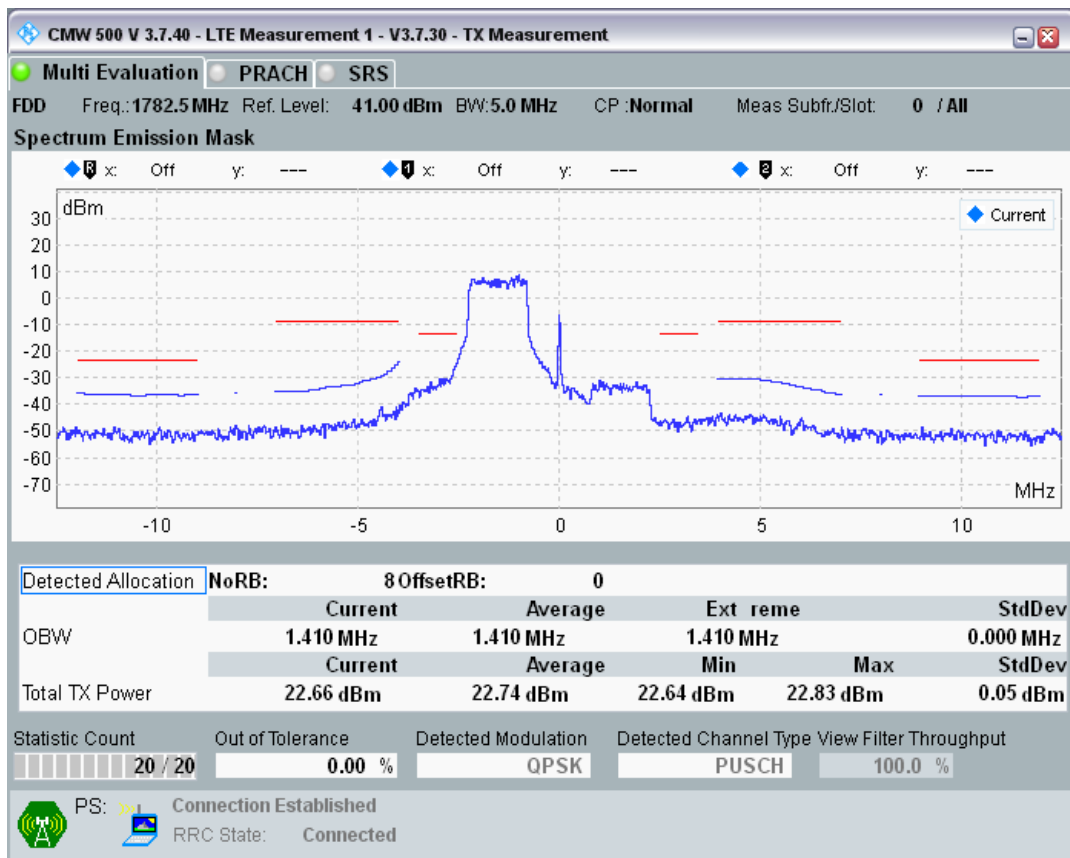 CMW 500 V 3.7.40 - LTE Measurement 1 - V3.7.30 - TX Measurement
Multi Evaluation PRACH SRS
FDD Freq.: 1782.5 MHz Ref. Level: 41.00 dBm BW: 5.0 MHz CP : Normal Meas Subfr./Slot: 0 / All
Spectrum Emission Mask
R x: Off y: --- 1 x: Off y: --- 2 x: Off y: ---
dBm
Current
30
20
10
0
-10
-20
-30
-40
-50
-60
-70
MHz
-10 -5 0 5 10
Detected Allocation NoRB: 8 OffsetRB: 0
Current Average Ext reme StdDev
OBW 1.410 MHz 1.410 MHz 1.410 MHz 0.000 MHz
Current Average Min Max StdDev
Total TX Power 22.66 dBm 22.74 dBm 22.64 dBm 22.83 dBm 0.05 dBm
Statistic Count Out of Tolerance Detected Modulation Detected Channel Type View Filter Throughput
20 / 20 0.00 % QPSK PUSCH 100.0 %
PS: Connection Established
RRC State: Connected